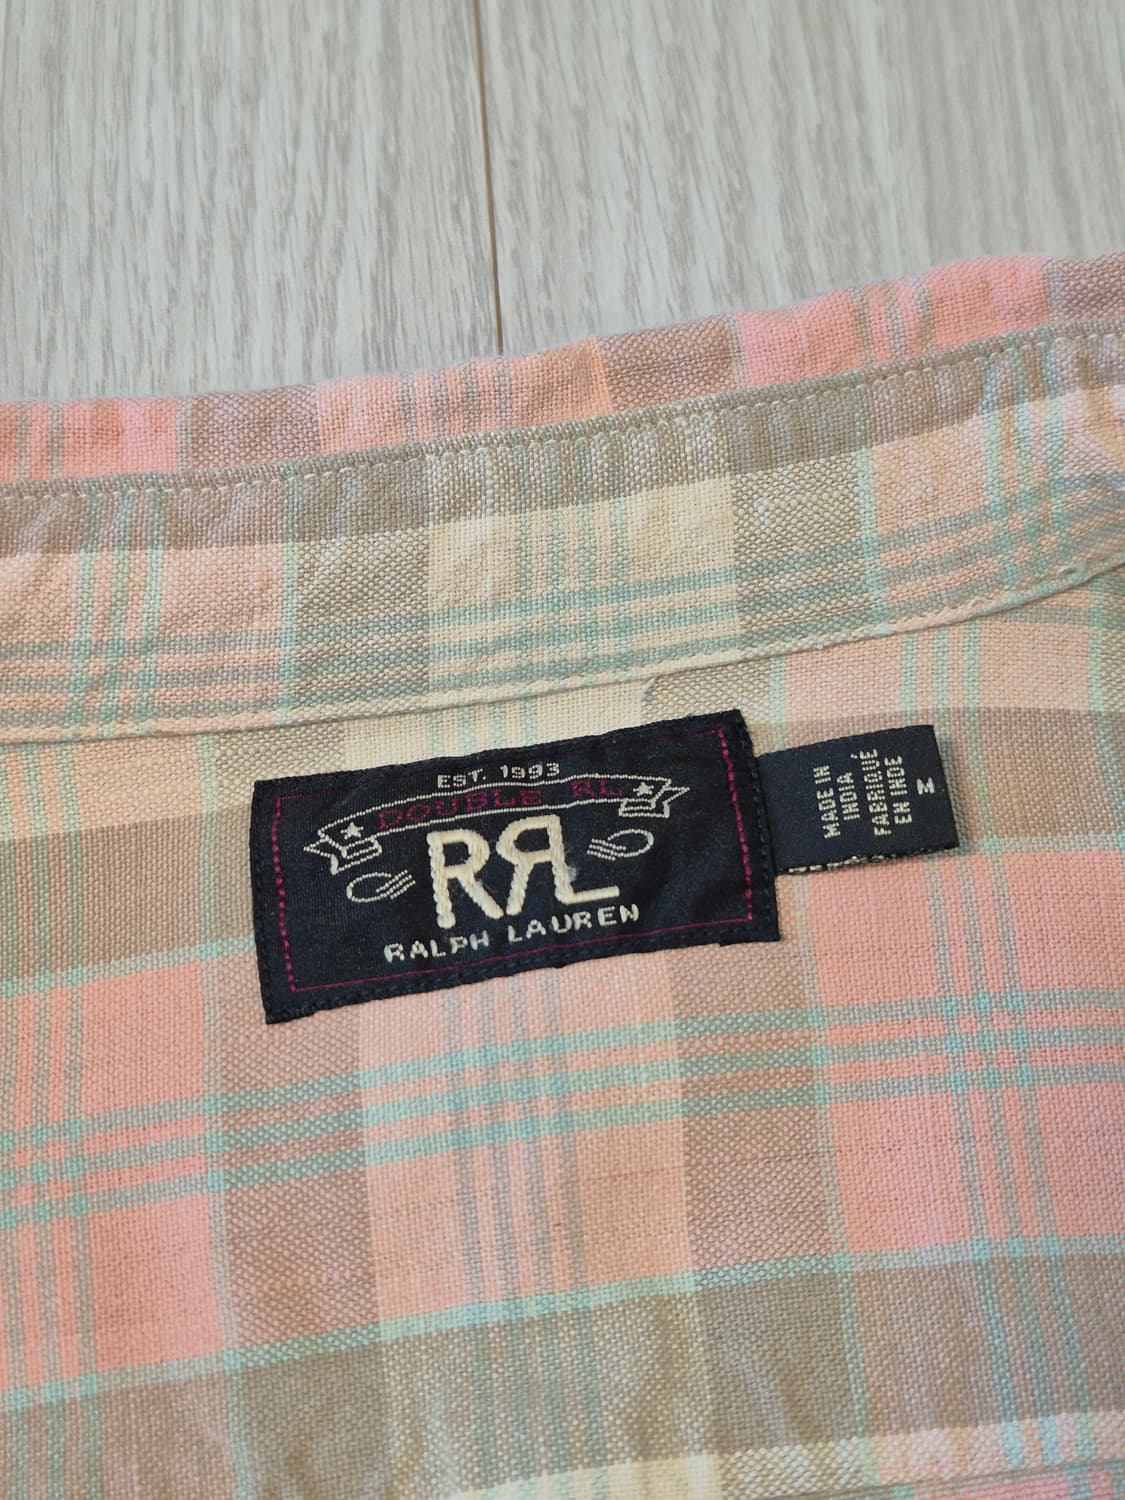 EST. 1993
DOUBLE RL
RRL
RALPH LAUREN
MADE IN
INDIA
FABRIQUÉ
EN INDE
M